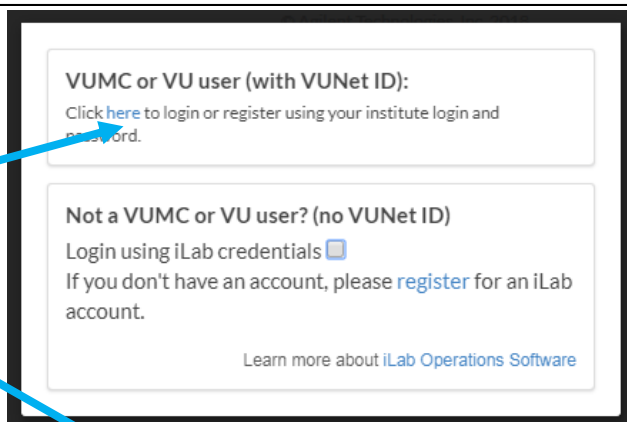 VUMC or VU user (with VUNet ID):
Click here to login or register using your institute login and
password.
Not a VUMC or VU user? (no VUNet ID)
Login using iLab credentials
If you don't have an account, please register for an iLab
account.
Learn more about iLab Operations Software